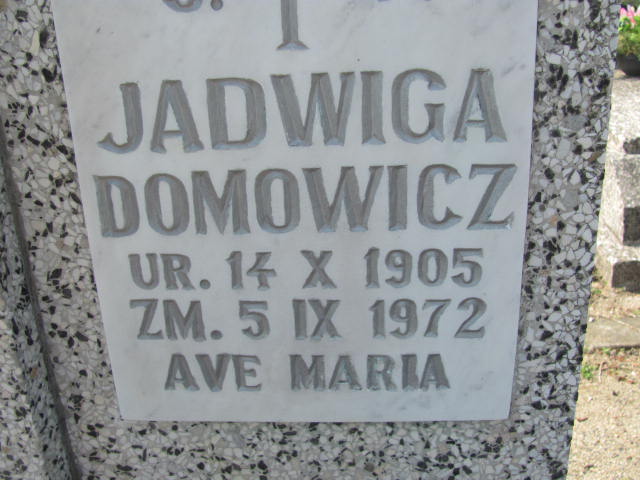 JADWIGA
DOMOWICZ
UR. 14 X 1905
ZM. 5 IX 1972
AVE MARIA